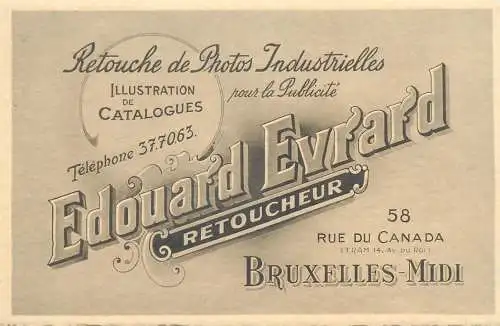 Retouche de Photos Industrielles
pour la Publicité
ILLUSTRATION
DE
CATALOGUES
Téléphone 37.70.63.
Edouard Evrard
RETOUCHEUR
58
RUE DU CANADA
(TRAM 14, AV. DU ROI)
BRUXELLES-MIDI